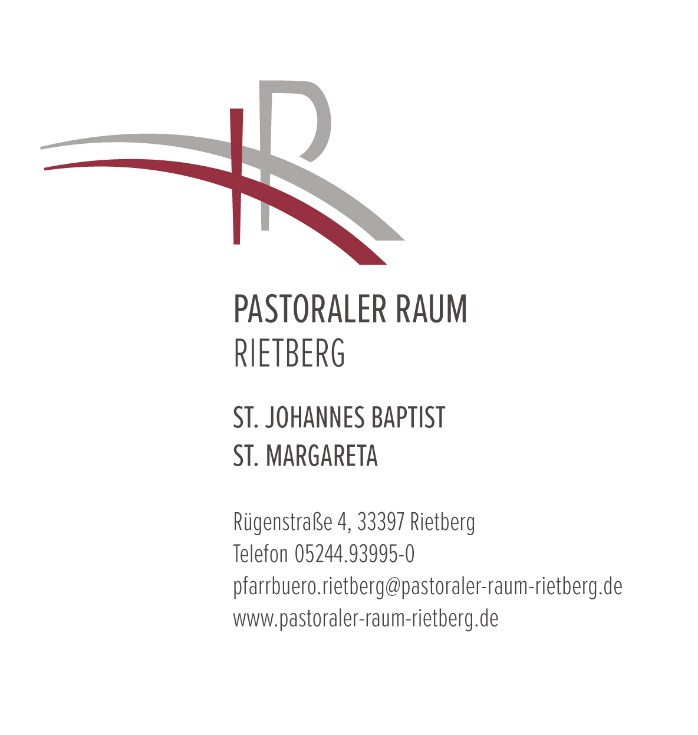 PASTORALER RAUM
RIETBERG
ST. JOHANNES BAPTIST
ST. MARGARETA
Rügenstraße 4, 33397 Rietberg
Telefon 05244.93995-0
pfarrbuero.rietberg@pastoraler-raum-rietberg.de
www.pastoraler-raum-rietberg.de